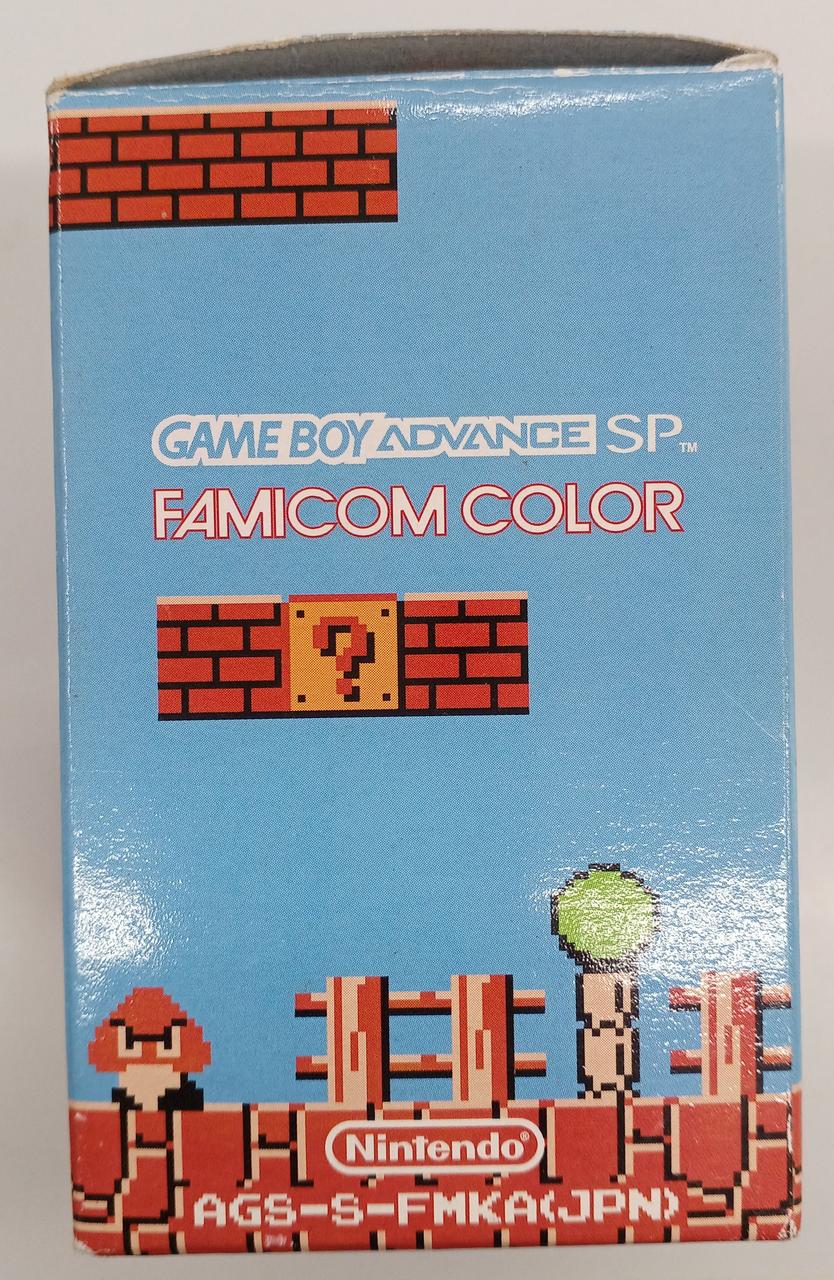 GAME BOY ADVANCE SP™
FAMICOM COLOR
?
Nintendo®
AGS-S-FMKA(JPN)